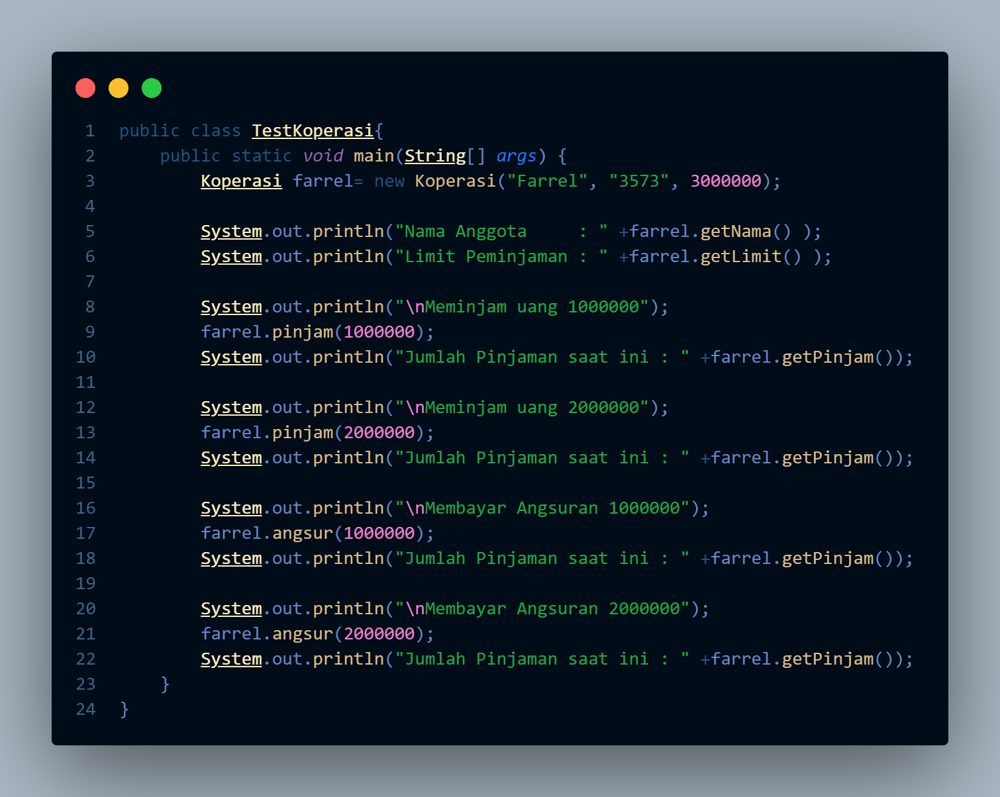 1 public class TestKoperasi{
2     public static void main(String[] args) {
3         Koperasi farrel= new Koperasi("Farrel", "3573", 3000000);
4
5         System.out.println("Nama Anggota     : " +farrel.getNama() );
6         System.out.println("Limit Peminjaman : " +farrel.getLimit() );
7
8         System.out.println("\nMeminjam uang 1000000");
9         farrel.pinjam(1000000);
10         System.out.println("Jumlah Pinjaman saat ini : " +farrel.getPinjam());
11
12         System.out.println("\nMeminjam uang 2000000");
13         farrel.pinjam(2000000);
14         System.out.println("Jumlah Pinjaman saat ini : " +farrel.getPinjam());
15
16         System.out.println("\nMembayar Angsuran 1000000");
17         farrel.angsur(1000000);
18         System.out.println("Jumlah Pinjaman saat ini : " +farrel.getPinjam());
19
20         System.out.println("\nMembayar Angsuran 2000000");
21         farrel.angsur(2000000);
22         System.out.println("Jumlah Pinjaman saat ini : " +farrel.getPinjam());
23     }
24 }